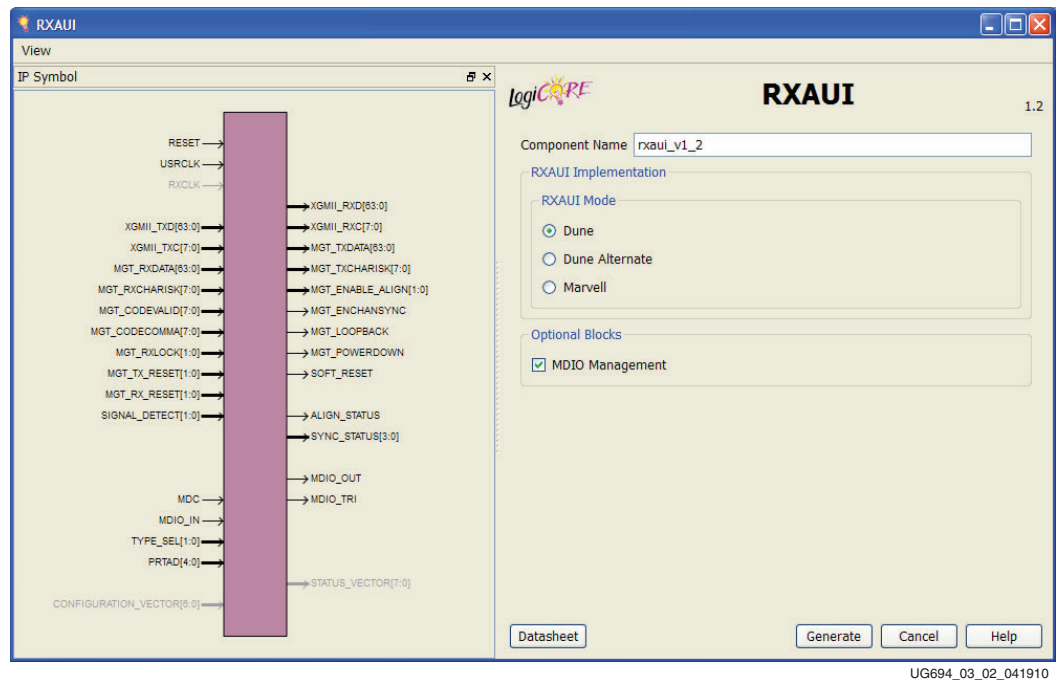 RXAUI
View
IP Symbol
RESET
USRCLK
RXCLK
XGMII_TXD[63:0]
XGMII_TXC[7:0]
MGT_RXDATA[63:0]
MGT_RXCHARISK[7:0]
MGT_CODEVALID[7:0]
MGT_CODECOMMA[7:0]
MGT_RXLOCK[1:0]
MGT_TX_RESET[1:0]
MGT_RX_RESET[1:0]
SIGNAL_DETECT[1:0]
MDC
MDIO_IN
TYPE_SEL[1:0]
PRTAD[4:0]
CONFIGURATION_VECTOR[6:0]
XGMII_RXD[63:0]
XGMII_RXC[7:0]
MGT_TXDATA[63:0]
MGT_TXCHARISK[7:0]
MGT_ENABLE_ALIGN[1:0]
MGT_ENCHANSYNC
MGT_LOOPBACK
MGT_POWERDOWN
SOFT_RESET
ALIGN_STATUS
SYNC_STATUS[3:0]
MDIO_OUT
MDIO_TRI
STATUS_VECTOR[7:0]
LogiCORE
RXAUI
1.2
Component Name rxaui_v1_2
RXAUI Implementation
RXAUI Mode
Dune
Dune Alternate
Marvell
Optional Blocks
MDIO Management
Datasheet Generate Cancel Help
UG694_03_02_041910